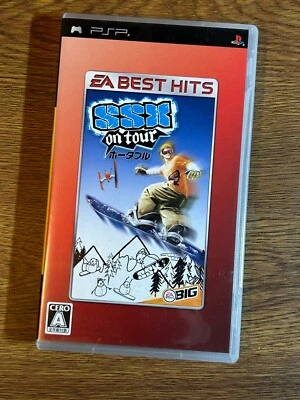 PSP
EA BEST HITS
SSX
on tour
ポータブル
EA
BIG
CERO
A